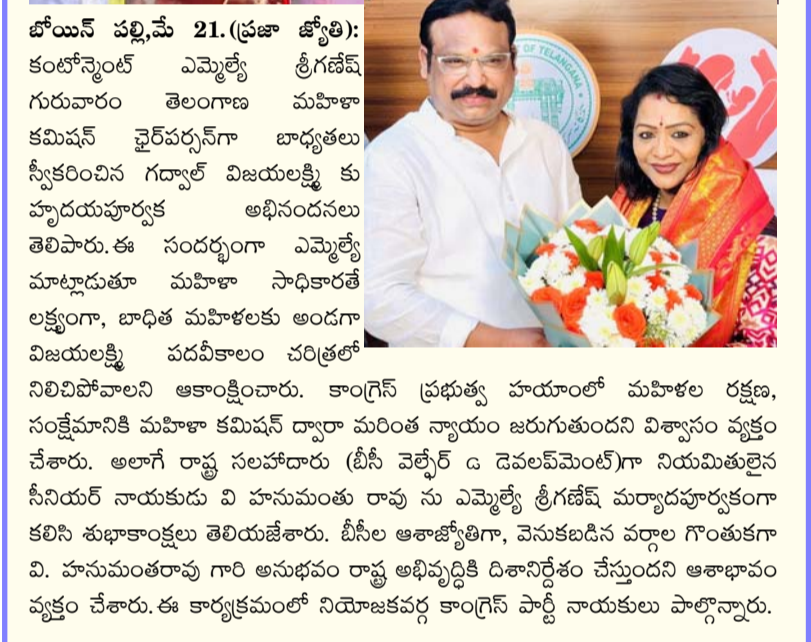 బోయిన్ పల్లి,మే 21.(ప్రజా జ్యోతి):
కంటోన్మెంట్ ఎమ్మెల్యే శ్రీగణేష్
గురువారం తెలంగాణ మహిళా
కమిషన్ ఛైర్‌పర్సన్‌గా బాధ్యతలు
స్వీకరించిన గద్వాల్ విజయలక్ష్మి కు
హృదయపూర్వక అభినందనలు
తెలిపారు.ఈ సందర్భంగా ఎమ్మెల్యే
మాట్లాడుతూ మహిళా సాధికారతే
లక్ష్యంగా, బాధిత మహిళలకు అండగా
విజయలక్ష్మి పదవీకాలం చరిత్రలో
నిలిచిపోవాలని ఆకాంక్షించారు. కాంగ్రెస్ ప్రభుత్వ హయాంలో మహిళల రక్షణ,
సంక్షేమానికి మహిళా కమిషన్ ద్వారా మరింత న్యాయం జరుగుతుందని విశ్వాసం వ్యక్తం
చేశారు. అలాగే రాష్ట్ర సలహాదారు (బీసీ వెల్ఫేర్ ద డెవలప్‌మెంట్)గా నియమితులైన
సీనియర్ నాయకుడు వి హనుమంతు రావు ను ఎమ్మెల్యే శ్రీగణేష్ మర్యాదపూర్వకంగా
కలిసి శుభాకాంక్షలు తెలియజేశారు. బీసీల ఆశాజ్యోతిగా, వెనుకబడిన వర్గాల గొంతుకగా
వి. హనుమంతరావు గారి అనుభవం రాష్ట్ర అభివృద్ధికి దిశానిర్దేశం చేస్తుందని ఆశాభావం
వ్యక్తం చేశారు.ఈ కార్యక్రమంలో నియోజకవర్గ కాంగ్రెస్ పార్టీ నాయకులు పాల్గొన్నారు.
OF TELANGANA